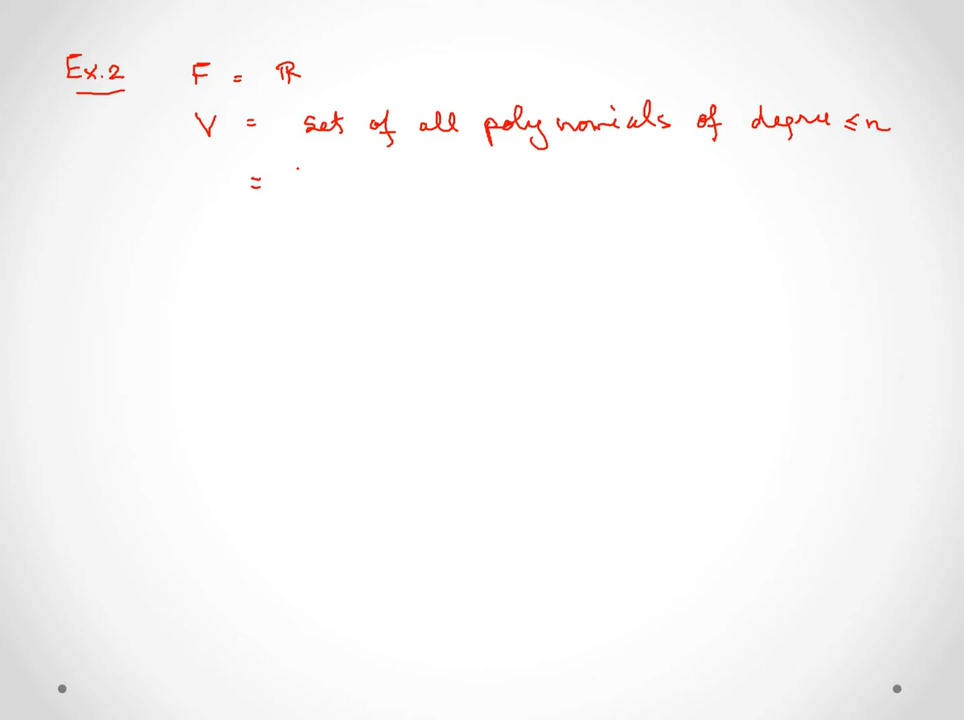 Ex.2 F = ℝ
V = set of all polynomials of degree ≤ n
=